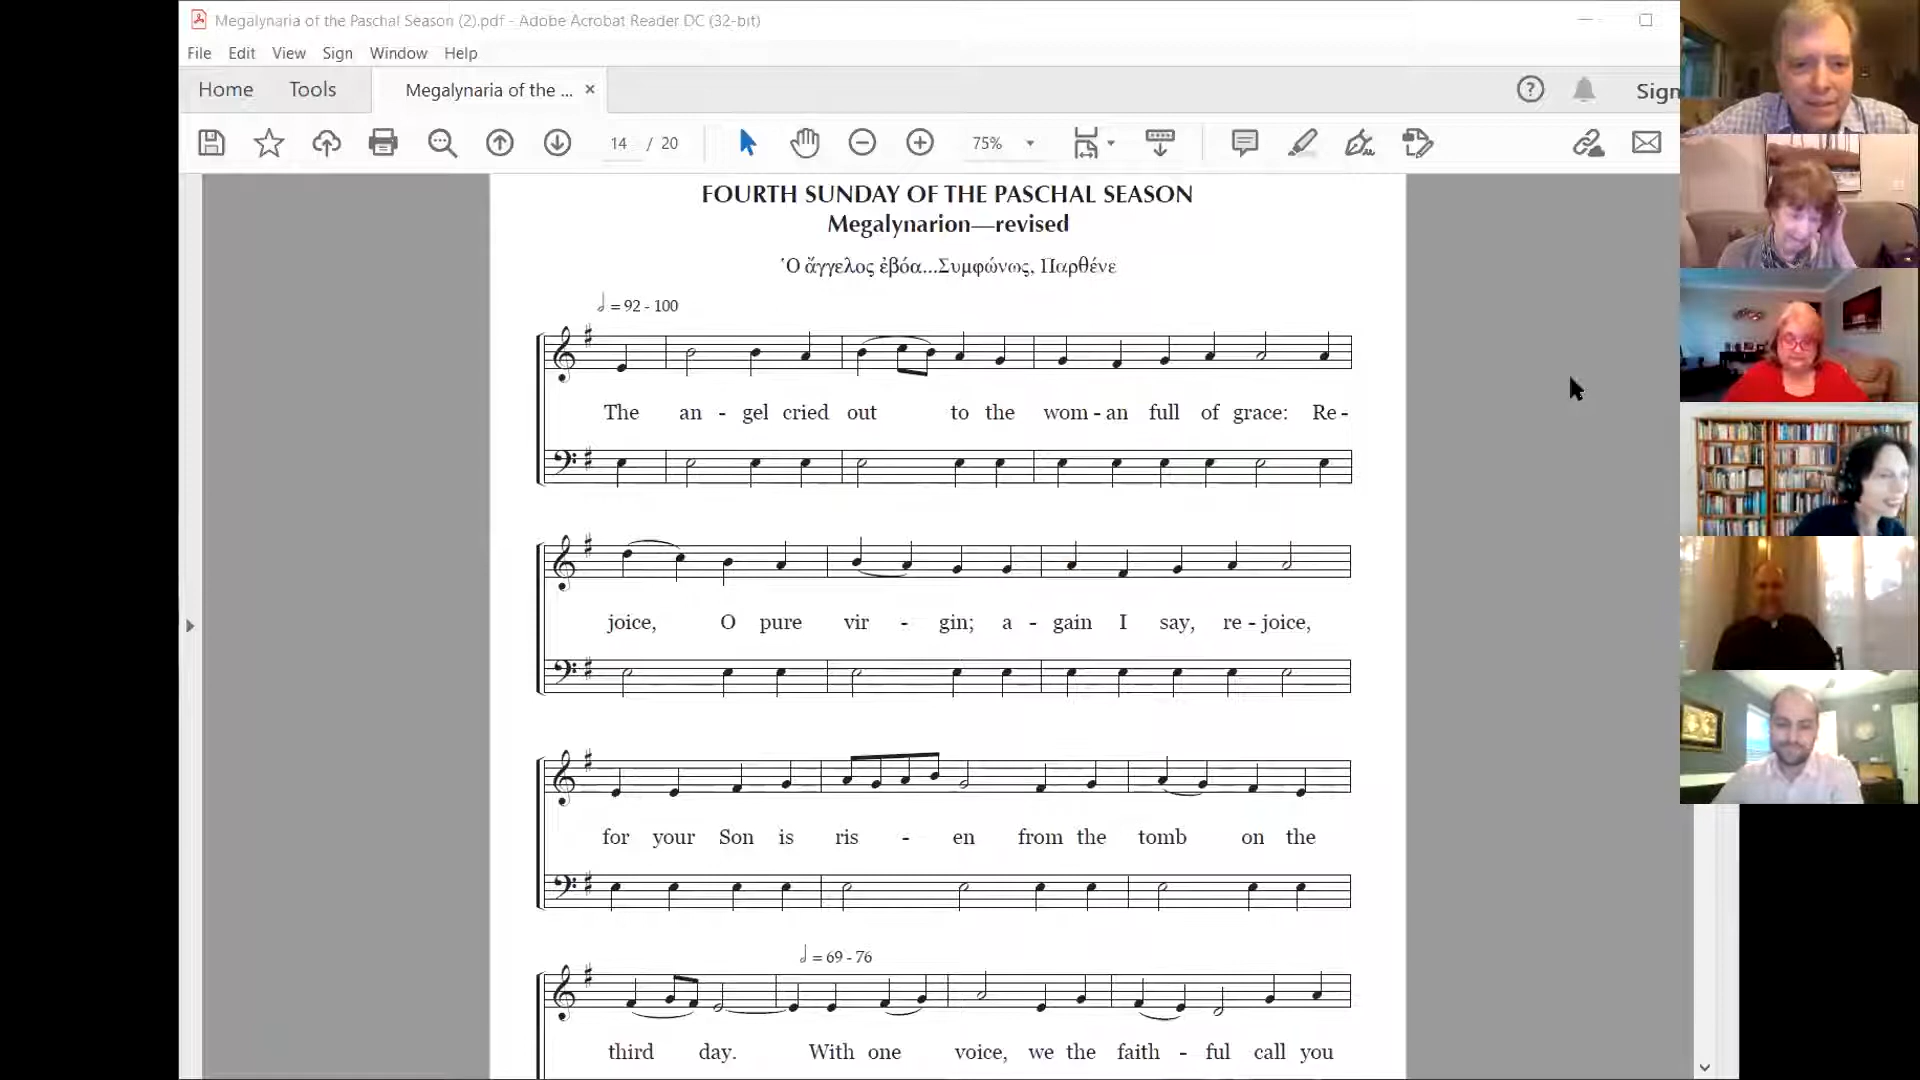 Megalynaria of the Paschal Season (2).pdf - Adobe Acrobat Reader DC (32-bit)
File Edit View Sign Window Help
Home Tools Megalynaria of the ... × Sign
14 / 20 75%
FOURTH SUNDAY OF THE PASCHAL SEASON
Megalynarion—revised
Ὁ ἄγγελος ἐβόα...Συμφώνως, Παρθένε
= 92 - 100
The an - gel cried out to the wom - an full of grace: Re -
joice, O pure vir - gin; a - gain I say, re - joice,
for your Son is ris - en from the tomb on the
= 69 - 76
third day. With one voice, we the faith - ful call you